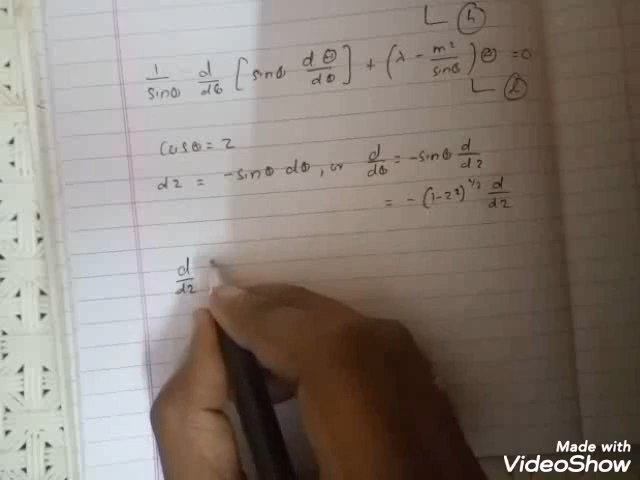 (h)
1/sinθ d/dθ [sinθ dΘ/dθ] + (λ - m²/sinθ) Θ = 0
(i)
cosθ = z
dz = -sinθ dθ, or d/dθ = -sinθ d/dz
= -(1-z²)^1/2 d/dz
d/dz
Made with
VideoShow